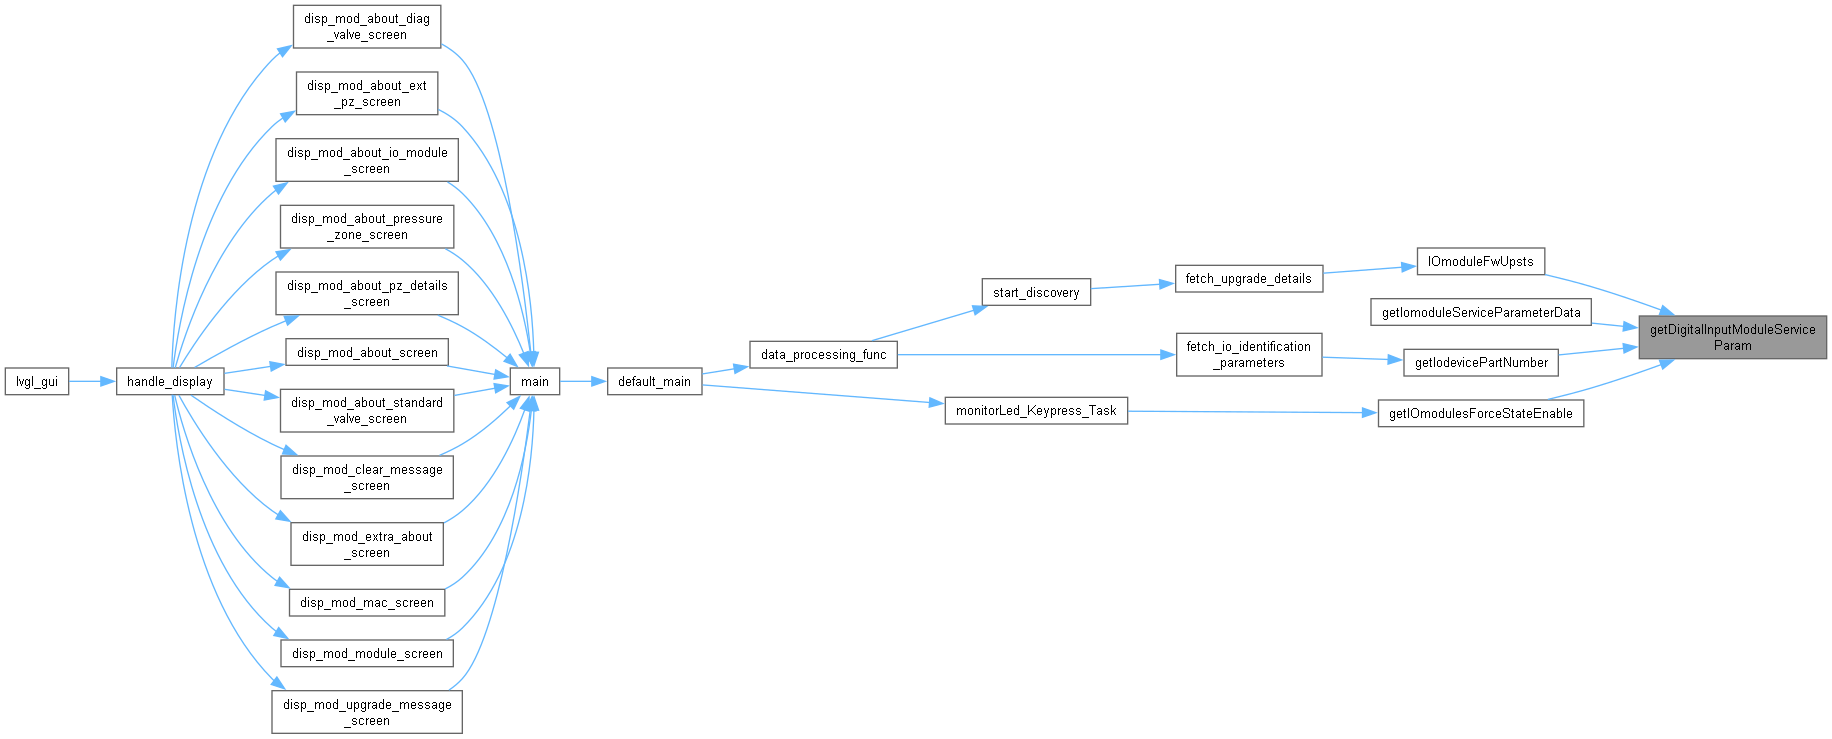 disp_mod_about_diag
_valve_screen
disp_mod_about_ext
_pz_screen
disp_mod_about_io_module
_screen
disp_mod_about_pressure
_zone_screen
disp_mod_about_pz_details
_screen
disp_mod_about_screen
disp_mod_about_standard
_valve_screen
disp_mod_clear_message
_screen
disp_mod_extra_about
_screen
disp_mod_mac_screen
disp_mod_module_screen
disp_mod_upgrade_message
_screen
lvgl_gui
handle_display
main
default_main
data_processing_func
monitorLed_Keypress_Task
start_discovery
fetch_upgrade_details
fetch_io_identification
_parameters
IOmoduleFwUpsts
getIomoduleServiceParameterData
getIodevicePartNumber
getIOmodulesForceStateEnable
getDigitalInputModuleService
Param